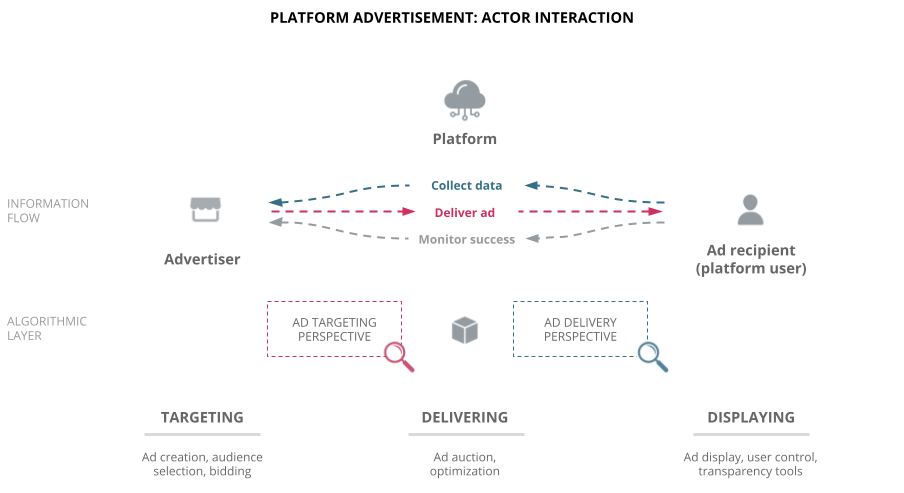 PLATFORM ADVERTISEMENT: ACTOR INTERACTION
Platform
INFORMATION
FLOW
Collect data
Deliver ad
Monitor success
Advertiser
Ad recipient
(platform user)
ALGORITHMIC
LAYER
AD TARGETING
PERSPECTIVE
AD DELIVERY
PERSPECTIVE
TARGETING
Ad creation, audience
selection, bidding
DELIVERING
Ad auction,
optimization
DISPLAYING
Ad display, user control,
transparency tools